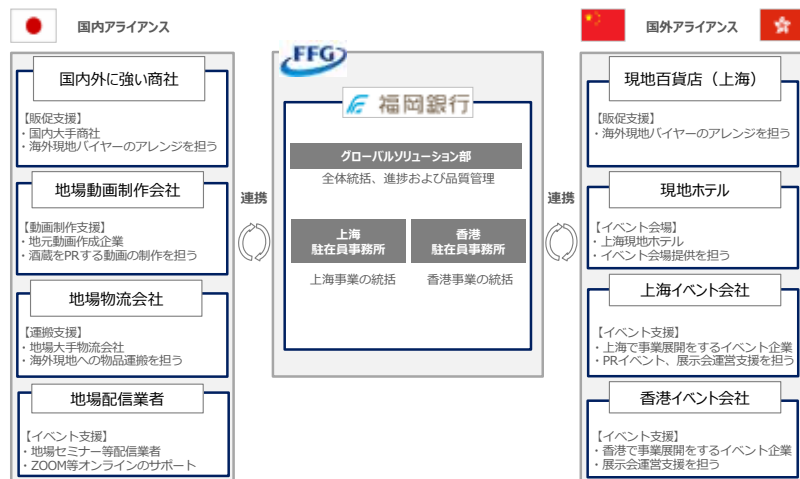 国内アライアンス
国内外に強い商社
【販促支援】
・国内大手商社
・海外現地バイヤーのアレンジを担う
地場動画制作会社
【動画制作支援】
・地元動画作成企業
・酒蔵をPRする動画の制作を担う
地場物流会社
【運搬支援】
・地場大手物流会社
・海外現地への物品運搬を担う
地場配信業者
【イベント支援】
・地場セミナー等配信業者
・ZOOM等オンラインのサポート
連携
FFG
福岡銀行
グローバルソリューション部
全体統括、進捗および品質管理
上海
駐在員事務所
上海事業の統括
香港
駐在員事務所
香港事業の統括
連携
国外アライアンス
現地百貨店（上海）
【販促支援】
・海外現地バイヤーのアレンジを担う
現地ホテル
【イベント会場】
・上海現地ホテル
・イベント会場提供を担う
上海イベント会社
【イベント支援】
・上海で事業展開をするイベント企業
・PRイベント、展示会運営支援を担う
香港イベント会社
【イベント支援】
・香港で事業展開をするイベント企業
・展示会運営支援を担う